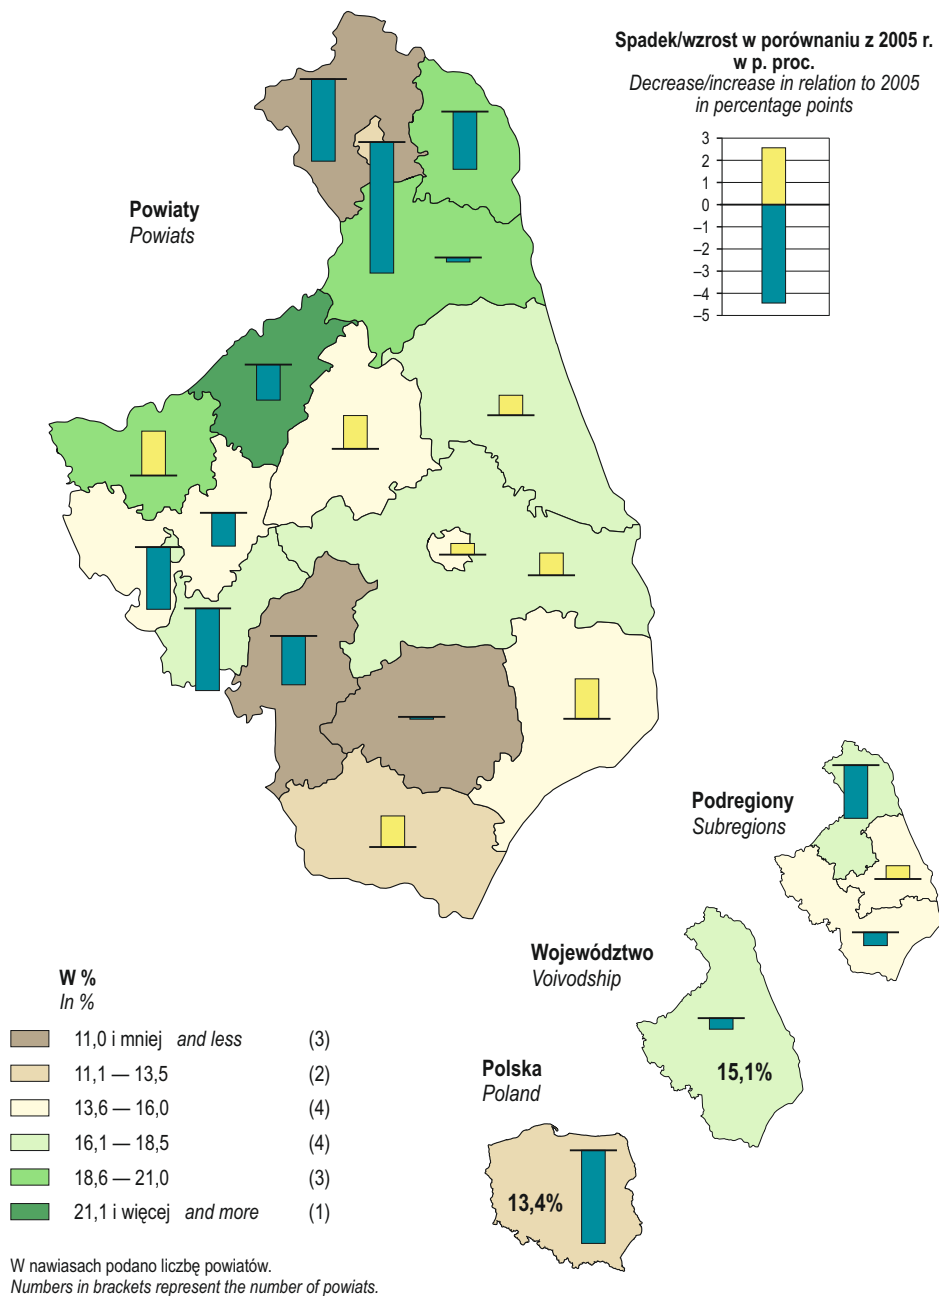 Spadek/wzrost w porównaniu z 2005 r.
w p. proc.
Decrease/increase in relation to 2005
in percentage points
3
2
1
0
–1
–2
–3
–4
–5
Powiaty
Powiats
Podregiony
Subregions
Województwo
Voivodship
15,1%
Polska
Poland
13,4%
W %
In %
11,0 i mniej and less (3)
11,1 — 13,5 (2)
13,6 — 16,0 (4)
16,1 — 18,5 (4)
18,6 — 21,0 (3)
21,1 i więcej and more (1)
W nawiasach podano liczbę powiatów.
Numbers in brackets represent the number of powiats.